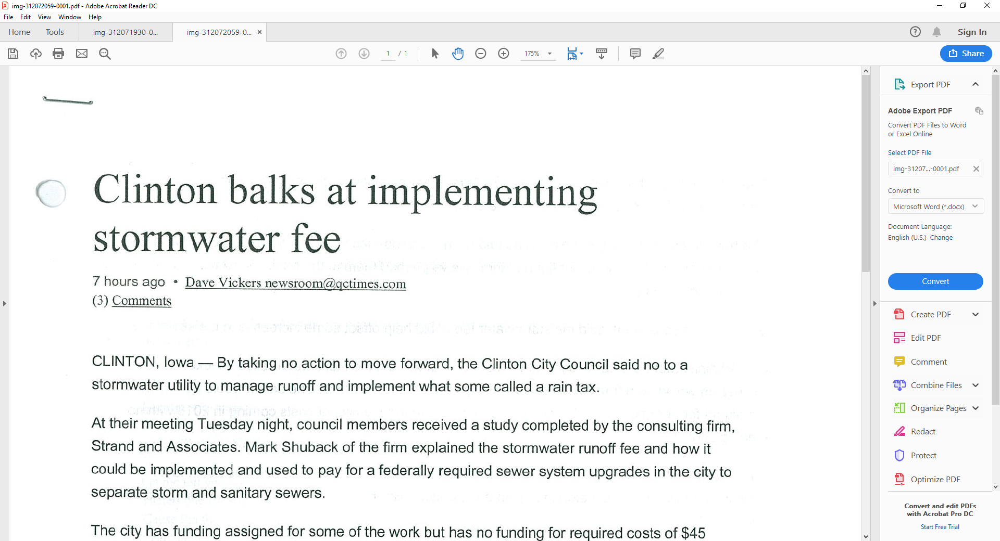 img-312072059-0001.pdf - Adobe Acrobat Reader DC
File Edit View Window Help
Home Tools img-312071930-0... img-312072059-0... Sign In
1 / 1 175% Share
Clinton balks at implementing
stormwater fee
7 hours ago • Dave Vickers newsroom@qctimes.com
(3) Comments
CLINTON, Iowa — By taking no action to move forward, the Clinton City Council said no to a
stormwater utility to manage runoff and implement what some called a rain tax.
At their meeting Tuesday night, council members received a study completed by the consulting firm,
Strand and Associates. Mark Shuback of the firm explained the stormwater runoff fee and how it
could be implemented and used to pay for a federally required sewer system upgrades in the city to
separate storm and sanitary sewers.
The city has funding assigned for some of the work but has no funding for required costs of $45
Export PDF
Adobe Export PDF
Convert PDF Files to Word
or Excel Online
Select PDF File
img-31207...-0001.pdf
Convert to
Microsoft Word (*.docx)
Document Language:
English (U.S.) Change
Convert
Create PDF
Edit PDF
Comment
Combine Files
Organize Pages
Redact
Protect
Optimize PDF
Convert and edit PDFs
with Acrobat Pro DC
Start Free Trial